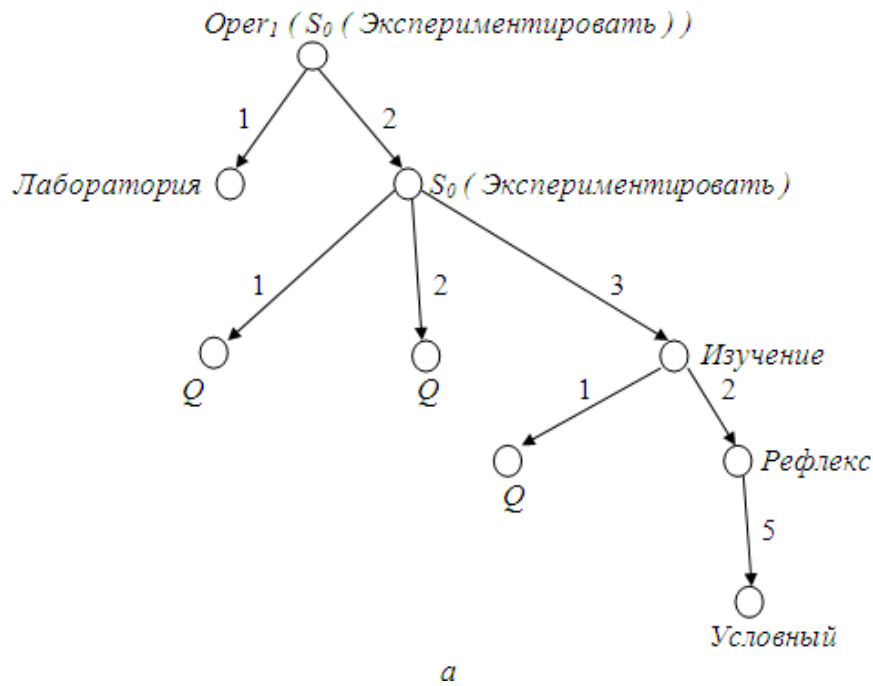 Oper₁ ( S₀ ( Экспериментировать ) )
1
2
Лаборатория
S₀ ( Экспериментировать )
1
2
3
Q
Q
Изучение
1
2
Q
Рефлекс
5
Условный
а